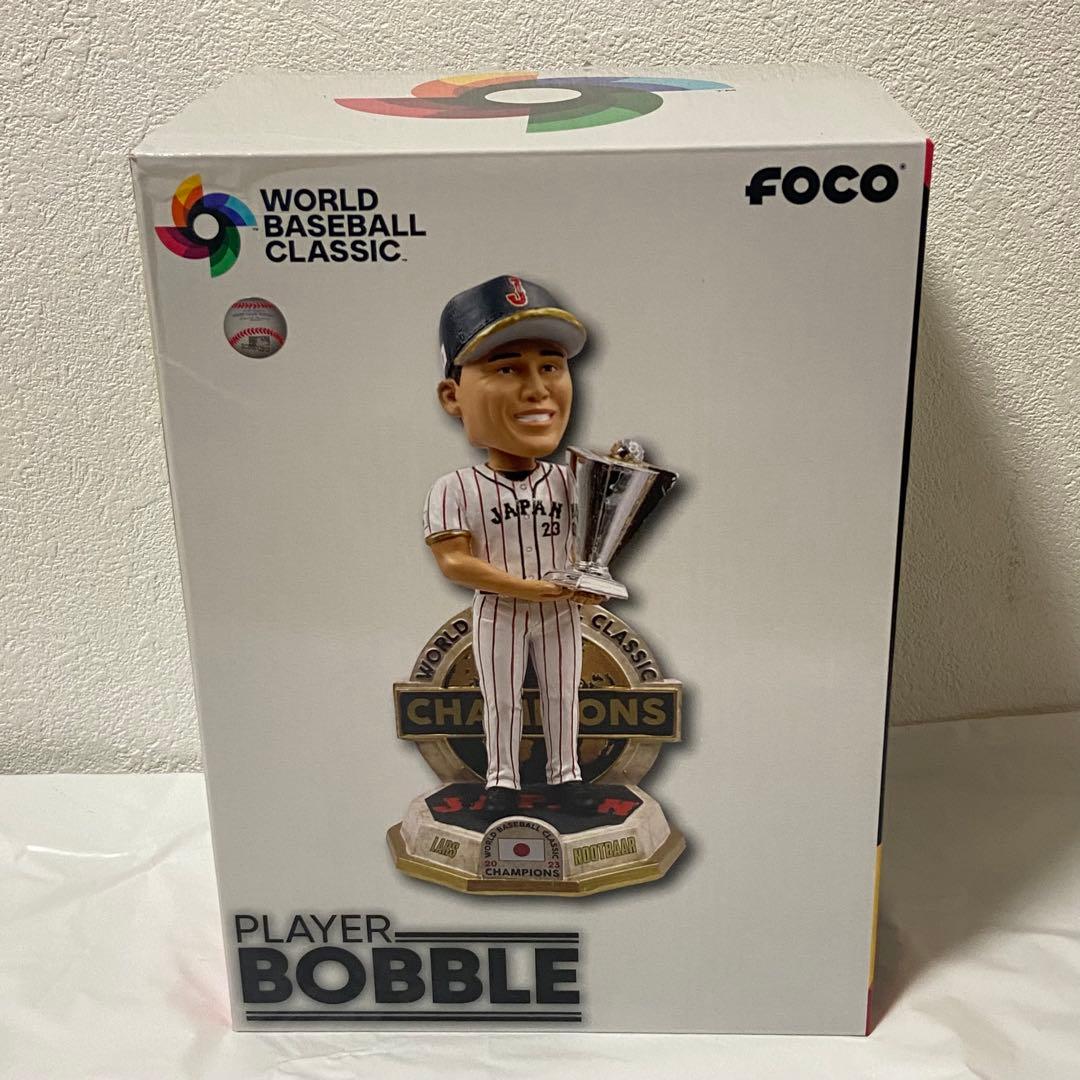 WORLD
BASEBALL
CLASSIC™
FOCO®
J
JAPAN
23
WORLD CLASSIC
CHAMPIONS
JAPAN
LARS
WORLD BASEBALL CLASSIC
20 23
CHAMPIONS
NOOTBAAR
PLAYER
BOBBLE